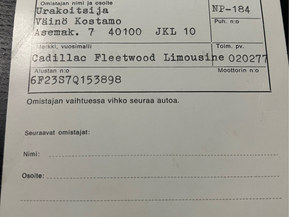 Omistajan nimi ja osoite
Urakoitsija
Väinö Kostamo
Asemak. 7 40100 JKL 10
NP-184
Puh. n:o
Merkki, vuosimalli
Toim. pv.
Cadillac Fleetwood Limousine 020277
Alustan n:o
Moottorin n:o
6F23S7Q153898
Omistajan vaihtuessa vihko seuraa autoa.
Seuraavat omistajat:
Nimi:
Osoite: